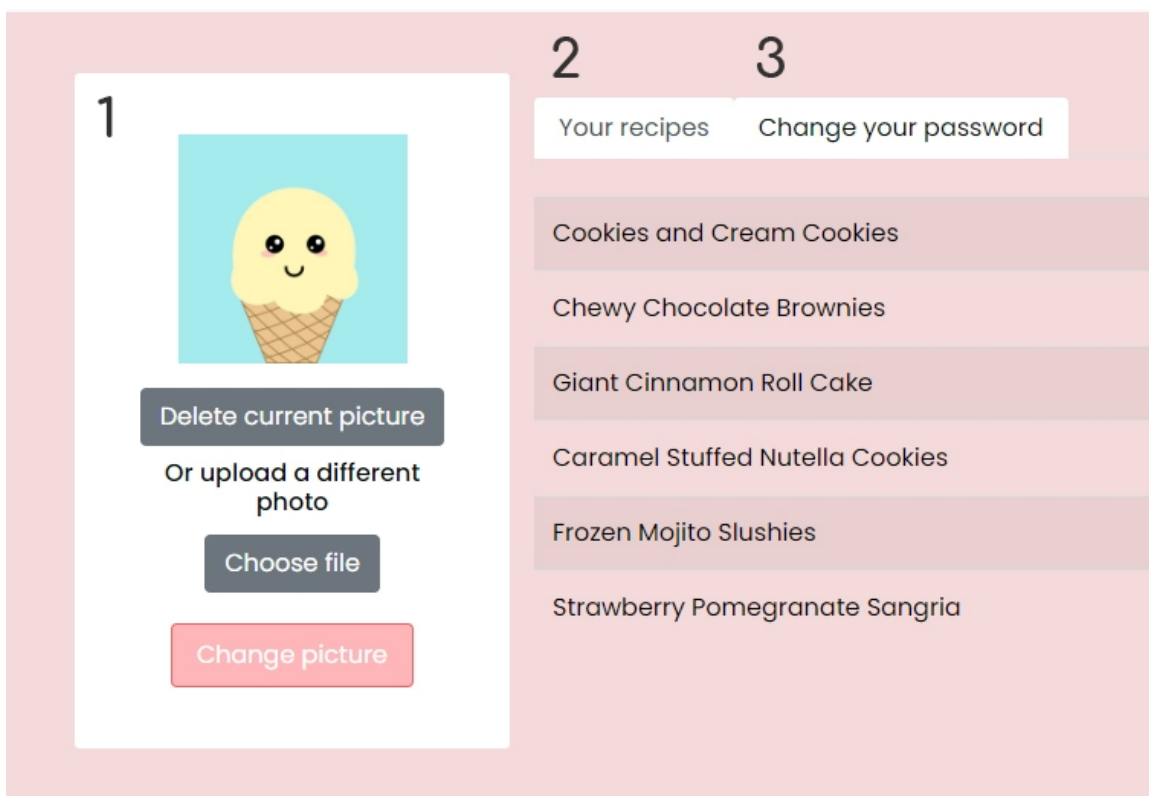 1
Delete current picture
Or upload a different
photo
Choose file
Change picture
2 3
Your recipes Change your password
Cookies and Cream Cookies
Chewy Chocolate Brownies
Giant Cinnamon Roll Cake
Caramel Stuffed Nutella Cookies
Frozen Mojito Slushies
Strawberry Pomegranate Sangria